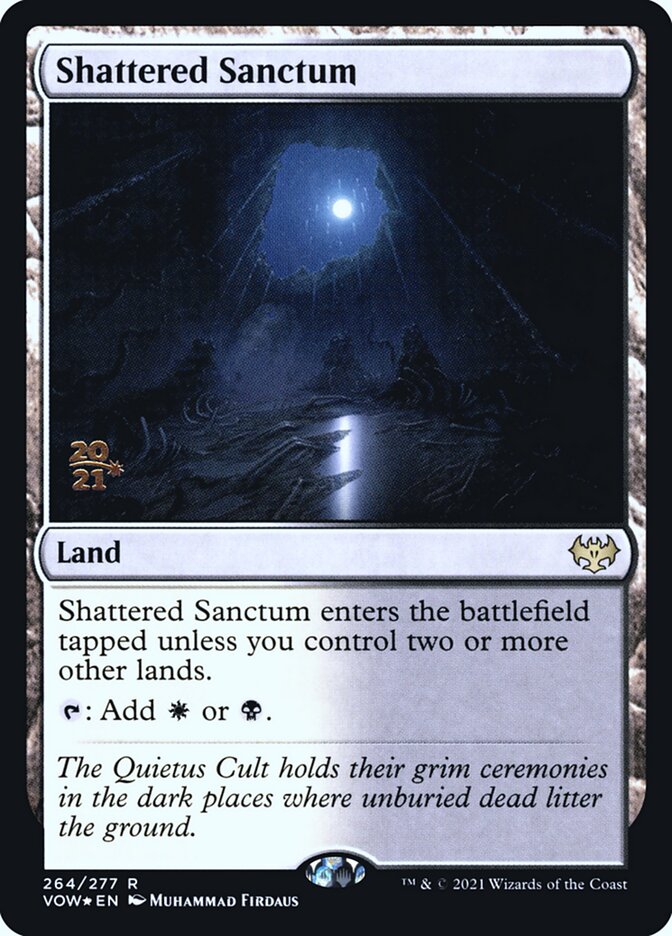 Shattered Sanctum
20
21
Land
Shattered Sanctum enters the battlefield
tapped unless you control two or more
other lands.
: Add or .
The Quietus Cult holds their grim ceremonies
in the dark places where unburied dead litter
the ground.
264/277 R
VOW★EN Muhammad Firdaus
™ & © 2021 Wizards of the Coast